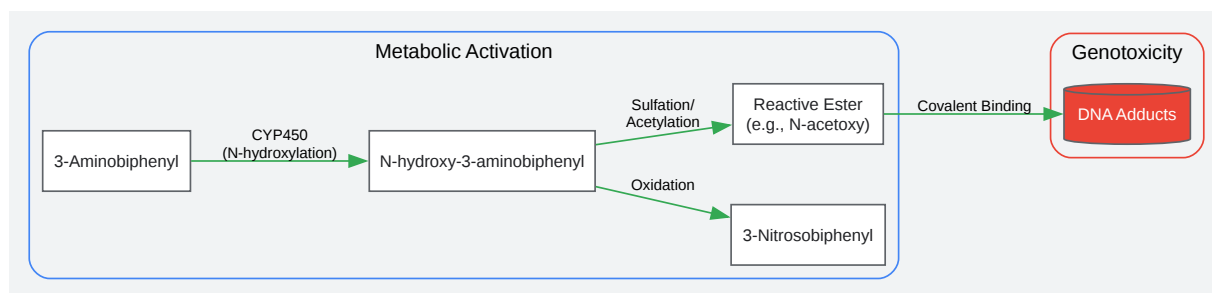 Metabolic Activation
Genotoxicity
3-Aminobiphenyl
CYP450
(N-hydroxylation)
N-hydroxy-3-aminobiphenyl
Sulfation/
Acetylation
Reactive Ester
(e.g., N-acetoxy)
Covalent Binding
DNA Adducts
Oxidation
3-Nitrosobiphenyl